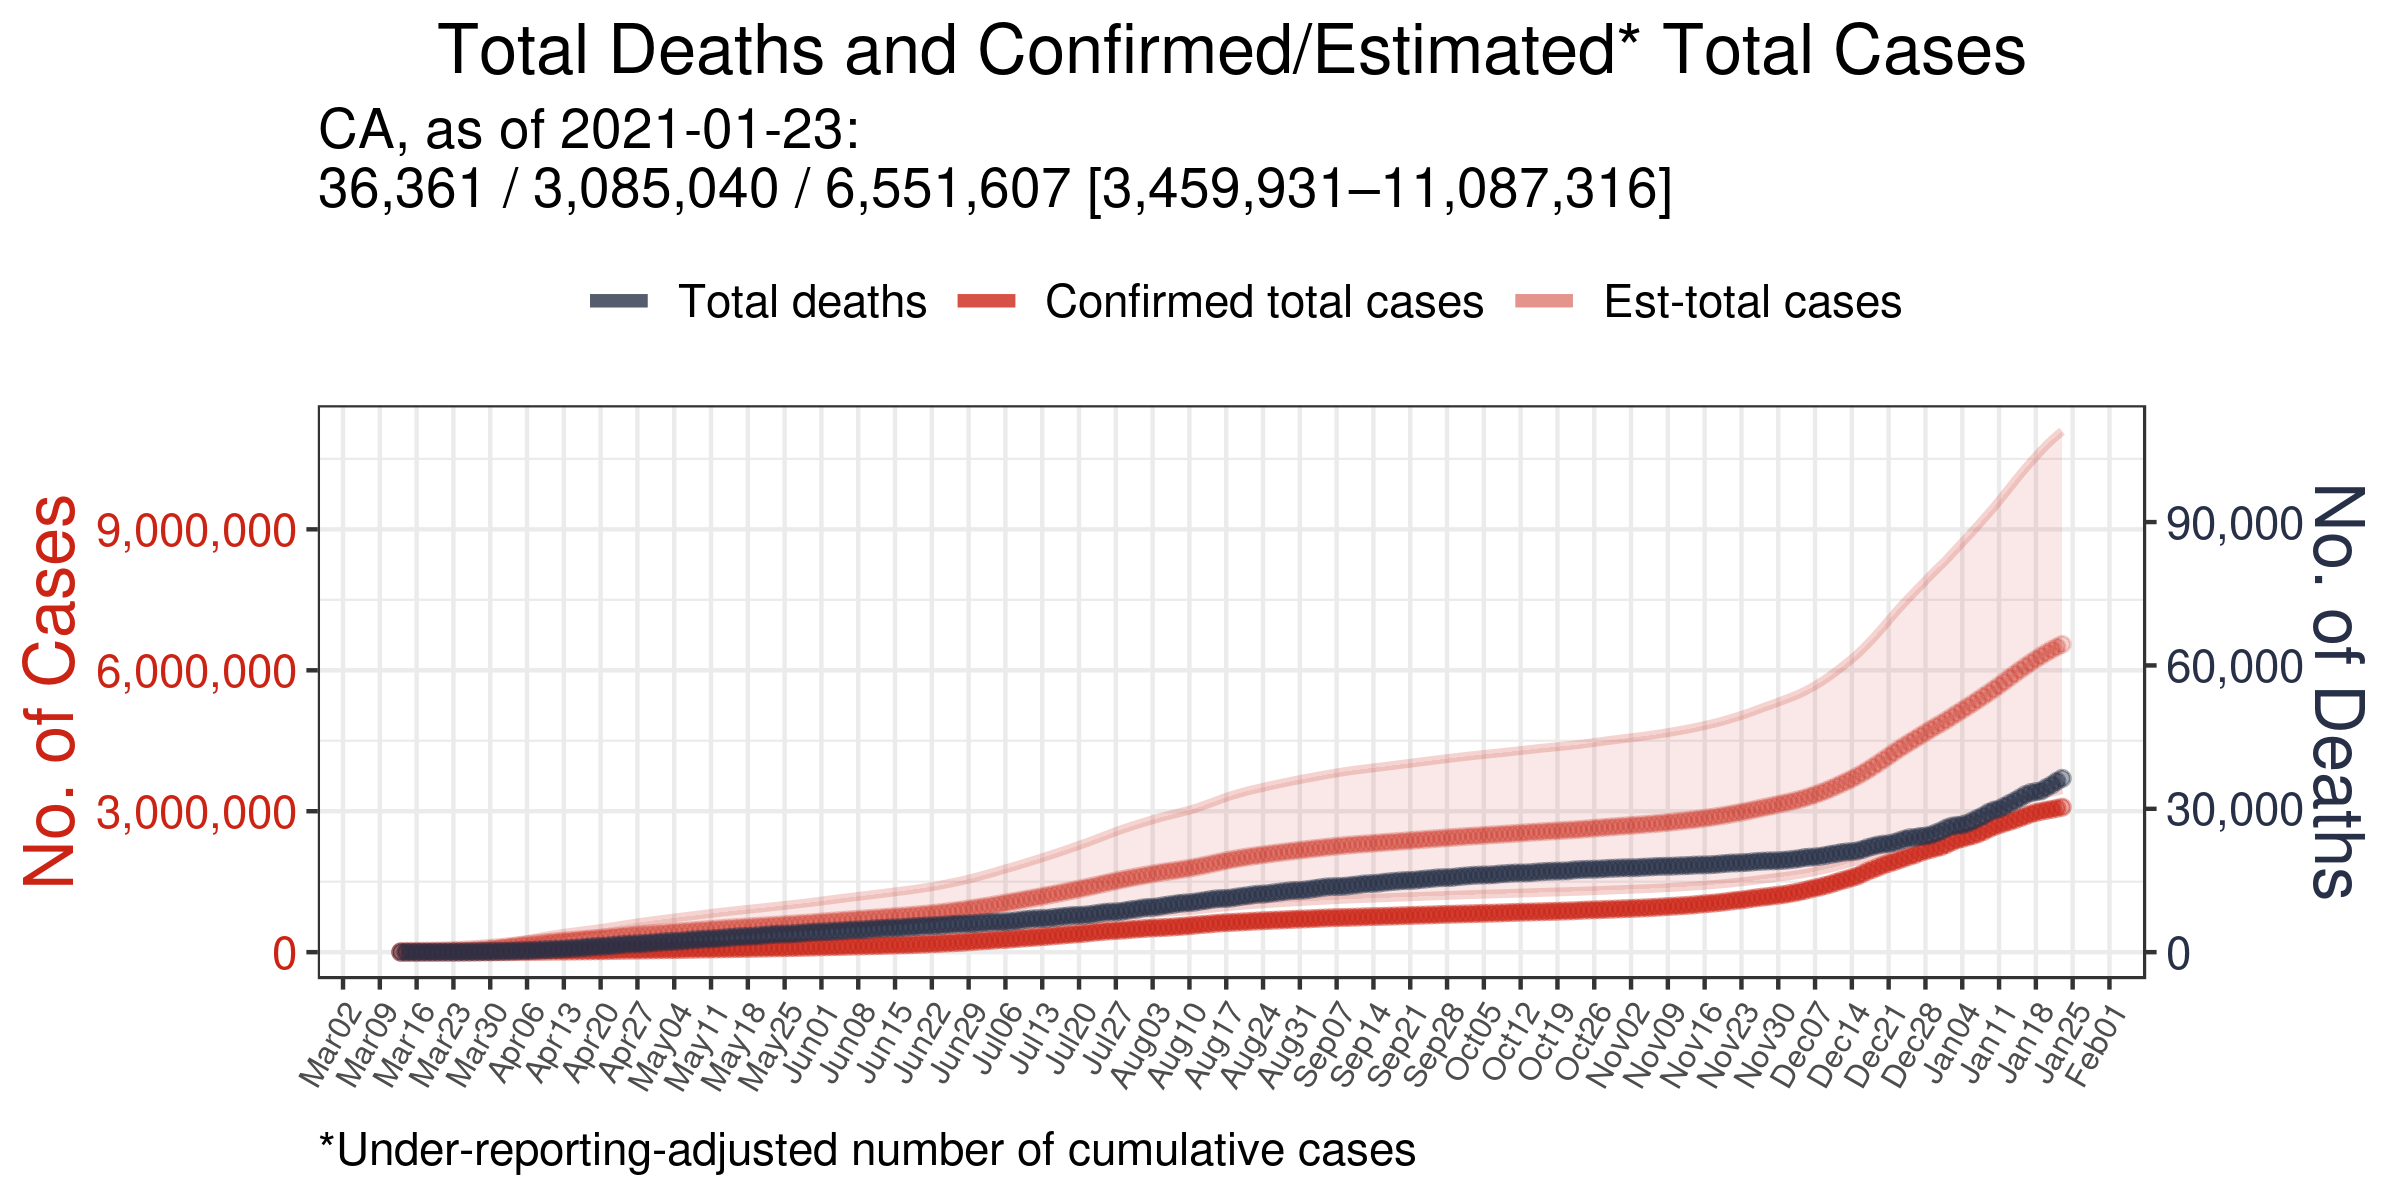 Total Deaths and Confirmed/Estimated* Total Cases
CA, as of 2021-01-23:
36,361 / 3,085,040 / 6,551,607 [3,459,931–11,087,316]
Total deaths
Confirmed total cases
Est-total cases
No. of Cases
9,000,000
6,000,000
3,000,000
0
90,000
60,000
30,000
0
No. of Deaths
Mar02
Mar09
Mar16
Mar23
Mar30
Apr06
Apr13
Apr20
Apr27
May04
May11
May18
May25
Jun01
Jun08
Jun15
Jun22
Jun29
Jul06
Jul13
Jul20
Jul27
Aug03
Aug10
Aug17
Aug24
Aug31
Sep07
Sep14
Sep21
Sep28
Oct05
Oct12
Oct19
Oct26
Nov02
Nov09
Nov16
Nov23
Nov30
Dec07
Dec14
Dec21
Dec28
Jan04
Jan11
Jan18
Jan25
Feb01
*Under-reporting-adjusted number of cumulative cases